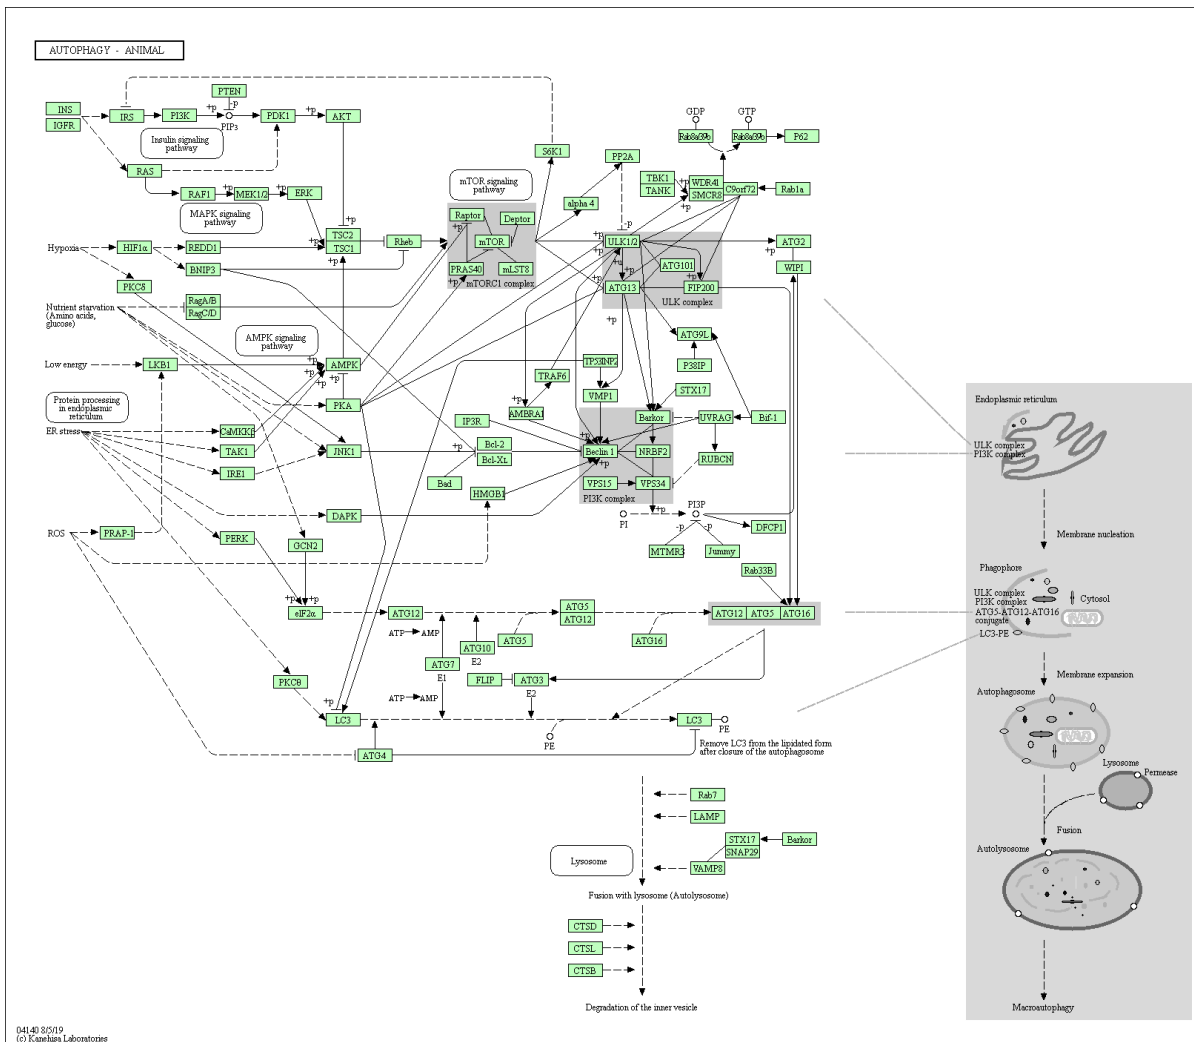 AUTOPHAGY - ANIMAL
PTEN
INS
IGFR
IRS
PI3K
+p
-p
PIP3
PDK1
+p
AKT
Insulin signaling
pathway
RAS
RAF1
+p
MEK1/2
+p
ERK
MAPK signaling
pathway
S6K1
mTOR signaling
pathway
PP2A
alpha 4
GDP
GTP
Rab8a/39b
Rab8a/39b
P62
TBK1
TANK
+p
+p
WDR41
SMCR8
C9orf72
Rab1a
Hypoxia
HIF1α
REDD1
BNIP3
PKCδ
+p
+p
TSC2
TSC1
+p
Rheb
Raptor
+p
Deptor
mTOR
PRAS40
mLST8
+p
mTORC1 complex
-p
+p
ULK1/2
+p
+u
+p
ATG101
ATG13
+p
FIP200
ULK complex
+p
ATG2
+p
WIPI
Nutrient starvation
(Amino acids,
glucose)
RagA/B
RagC/D
AMPK signaling
pathway
Low energy
LKB1
+p
+p
+p
+p
AMPK
PKA
Protein processing
in endoplasmic
reticulum
ER stress
CaMKKβ
TAK1
IRE1
JNK1
DAPK
PERK
GCN2
ROS
PRAP-1
+p
+p
eIF2α
PKCθ
ATG9L
P38IP
TP53INP2
TRAF6
VMP1
STX17
+p
AMBRA1
IP3R
+p
Bcl-2
Bcl-XL
Bad
HMGB1
Barkor
UVRAG
Bif-1
+p
Beclin 1
+p
NRBF2
RUBCN
VPS15
VPS34
PI3K complex
+p
PI
PI3P
-p
-p
DFCP1
MTMR3
Jummy
Rab33B
ATG12
ATG5
ATG12
ATG12
ATG5
ATG16
ATP
AMP
ATG5
ATG16
ATG10
E2
ATG7
E1
FLIP
ATG3
E2
ATP
AMP
+p
LC3
LC3
PE
PE
ATG4
Remove LC3 from the lipidated form
after closure of the autophagosome
Rab7
LAMP
STX17
SNAP29
Barkor
VAMP8
Lysosome
Fusion with lysosome (Autolysosome)
CTSD
CTSL
CTSB
Degradation of the inner vesicle
Endoplasmic reticulum
ULK complex
PI3K complex
Membrane nucleation
Phagophore
ULK complex
PI3K complex
Cytosol
ATG5-ATG12-ATG16
conjugate
LC3-PE
Membrane expansion
Autophagosome
Lysosome
Permease
Fusion
Autolysosome
Macroautophagy
04140 8/5/19
(c) Kanehisa Laboratories